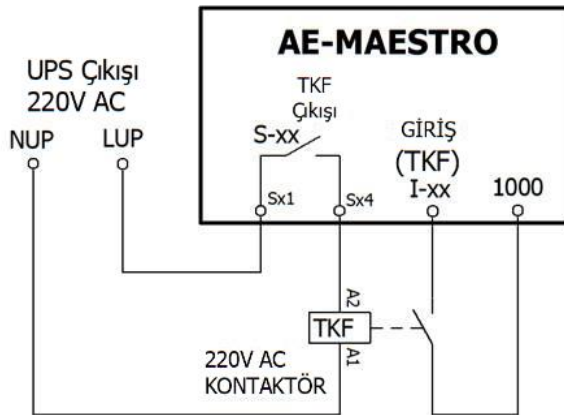 AE-MAESTRO
UPS Çıkışı
220V AC
NUP
LUP
TKF
Çıkışı
S-xx
GİRİŞ
(TKF)
I-xx
1000
Sx1
Sx4
A2
TKF
A1
220V AC
KONTAKTÖR